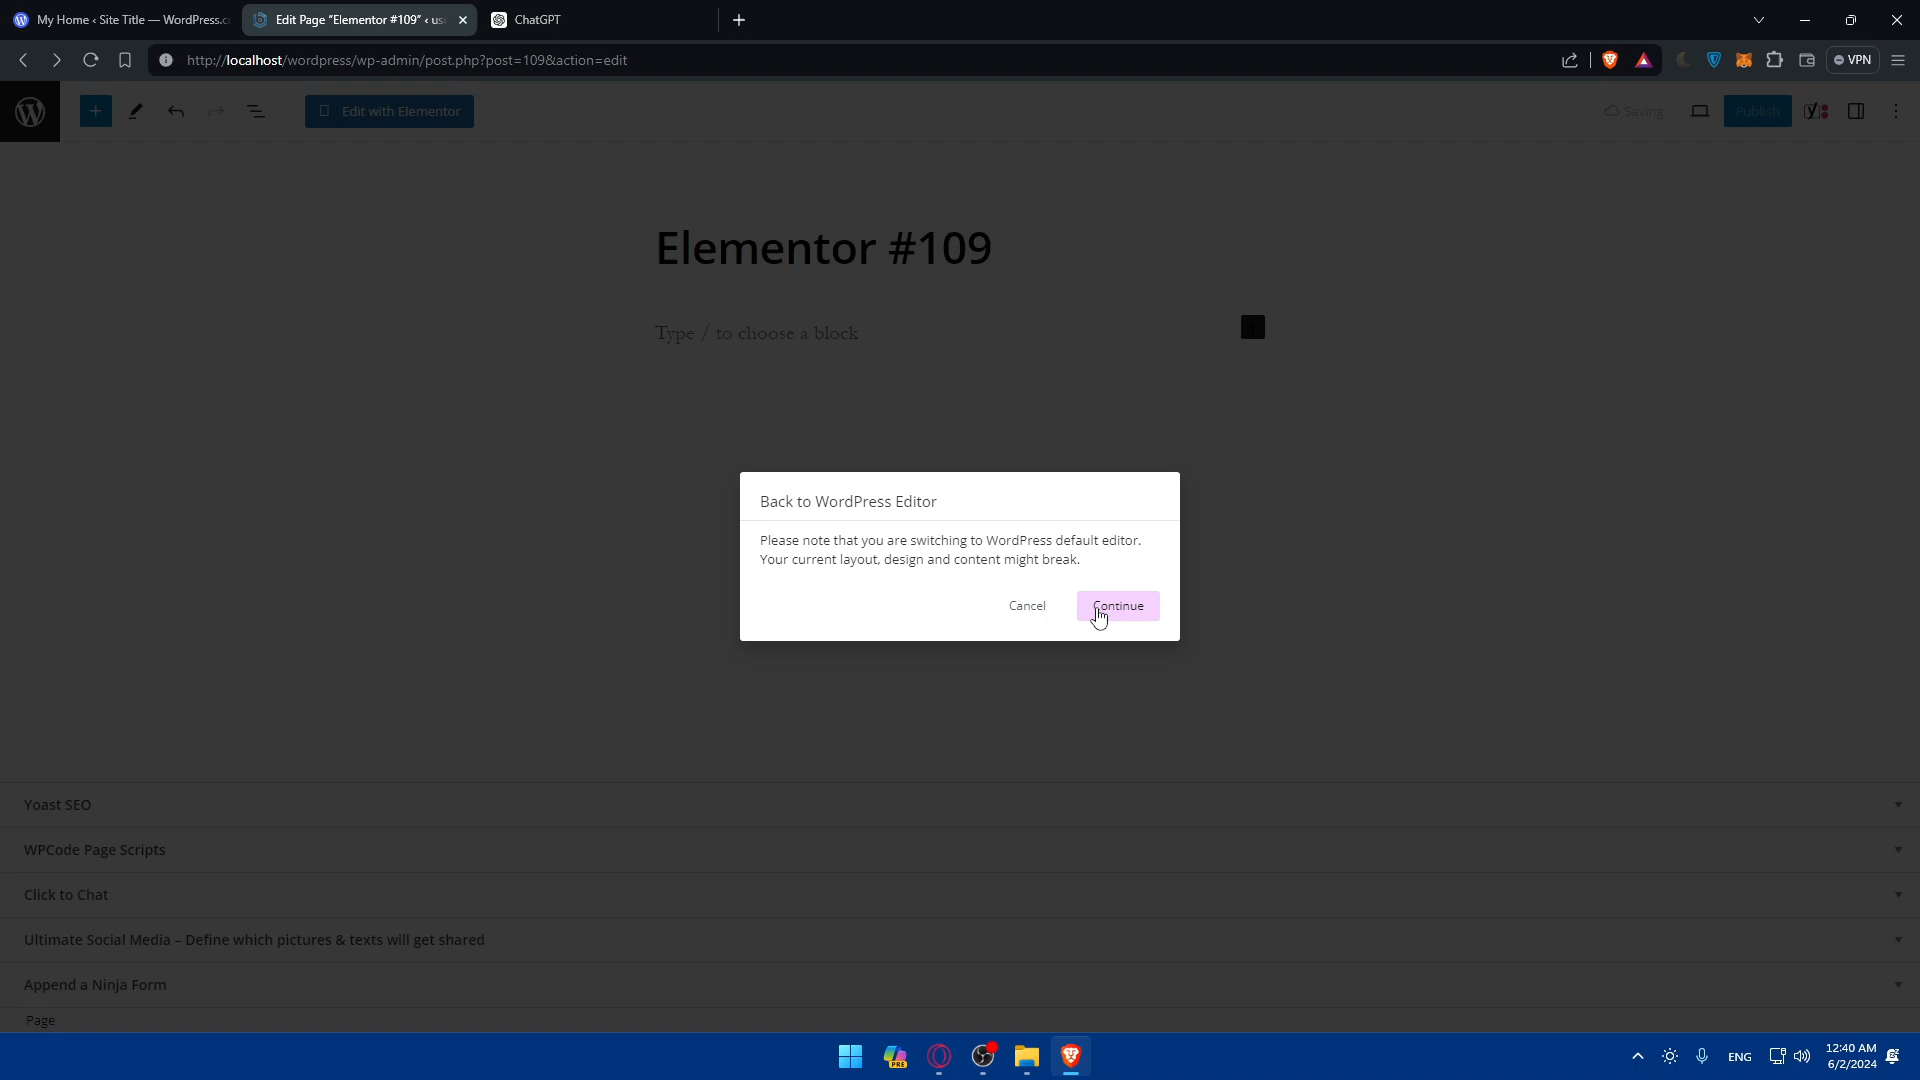 My Home ‹ Site Title — WordPress.c
Edit Page "Elementor #109" ‹ us
ChatGPT
http://localhost/wordpress/wp-admin/post.php?post=109&action=edit
VPN
Edit with Elementor
Saving
Publish
Elementor #109
Type / to choose a block
Back to WordPress Editor
Please note that you are switching to WordPress default editor.
Your current layout, design and content might break.
Cancel
Continue
Yoast SEO
WPCode Page Scripts
Click to Chat
Ultimate Social Media – Define which pictures & texts will get shared
Append a Ninja Form
Page
PRE
ENG
12:40 AM
6/2/2024